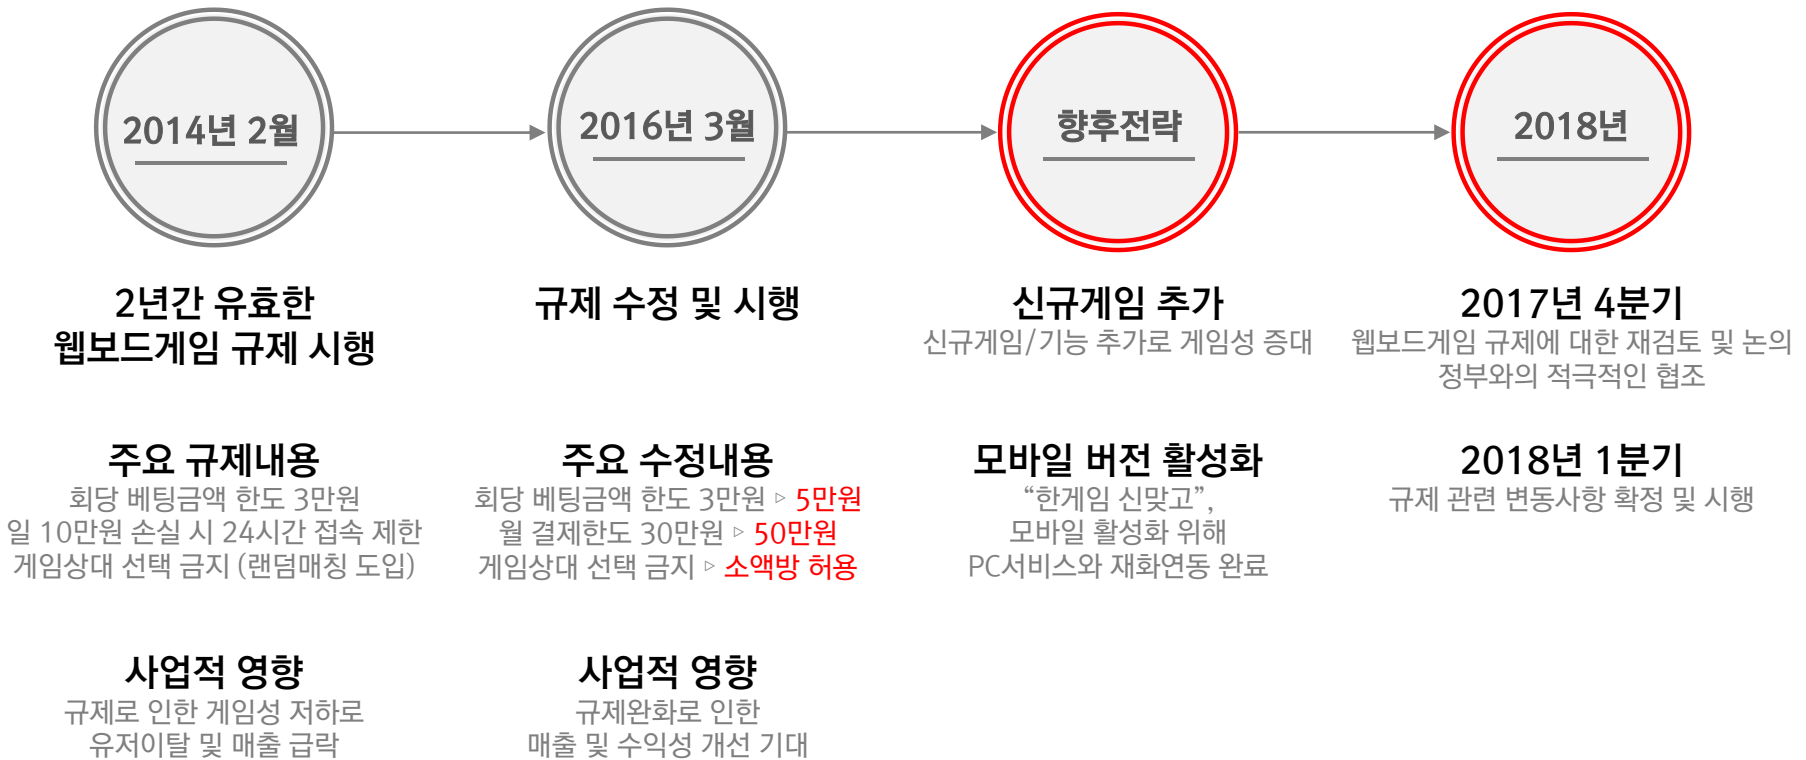 2014년 2월
2년간 유효한
웹보드게임 규제 시행
주요 규제내용
회당 베팅금액 한도 3만원
일 10만원 손실 시 24시간 접속 제한
게임상대 선택 금지 (랜덤매칭 도입)
사업적 영향
규제로 인한 게임성 저하로
유저이탈 및 매출 급락
2016년 3월
규제 수정 및 시행
주요 수정내용
회당 베팅금액 한도 3만원 ▹ 5만원
월 결제한도 30만원 ▹ 50만원
게임상대 선택 금지 ▹ 소액방 허용
사업적 영향
규제완화로 인한
매출 및 수익성 개선 기대
향후전략
신규게임 추가
신규게임/기능 추가로 게임성 증대
모바일 버전 활성화
“한게임 신맞고”,
모바일 활성화 위해
PC서비스와 재화연동 완료
2018년
2017년 4분기
웹보드게임 규제에 대한 재검토 및 논의
정부와의 적극적인 협조
2018년 1분기
규제 관련 변동사항 확정 및 시행